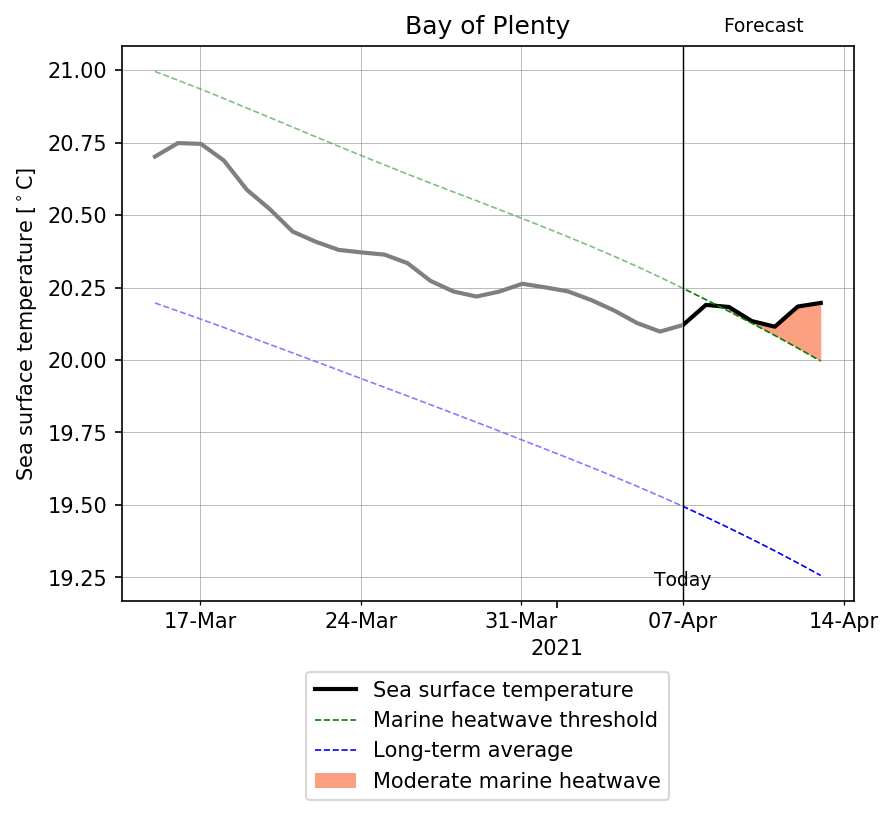 Bay of Plenty
Forecast
Sea surface temperature [°C]
21.00
20.75
20.50
20.25
20.00
19.75
19.50
19.25
Today
17-Mar
24-Mar
31-Mar
07-Apr
14-Apr
2021
Sea surface temperature
Marine heatwave threshold
Long-term average
Moderate marine heatwave